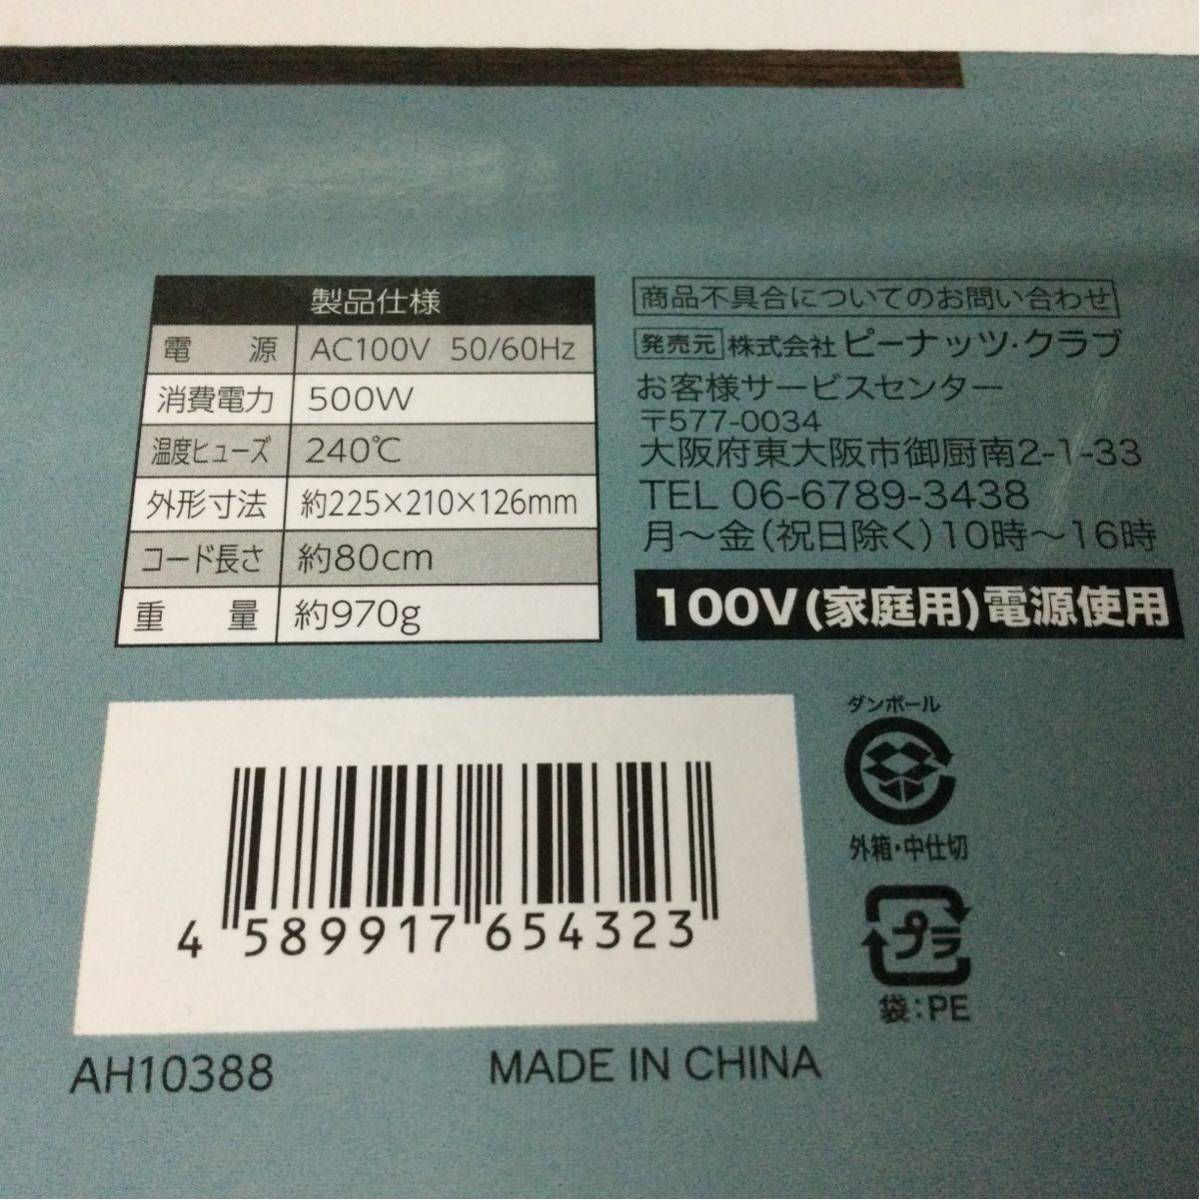 製品仕様
電源 AC100V 50/60Hz
消費電力 500W
温度ヒューズ 240℃
外形寸法 約225×210×126mm
コード長さ 約80cm
重量 約970g
商品不具合についてのお問い合わせ
発売元 株式会社ピーナッツ・クラブ
お客様サービスセンター
〒577-0034
大阪府東大阪市御厨南2-1-33
TEL 06-6789-3438
月～金(祝日除く)10時～16時
100V(家庭用)電源使用
4 589917 654323
ダンボール
外箱・中仕切
プラ
袋:PE
AH10388
MADE IN CHINA